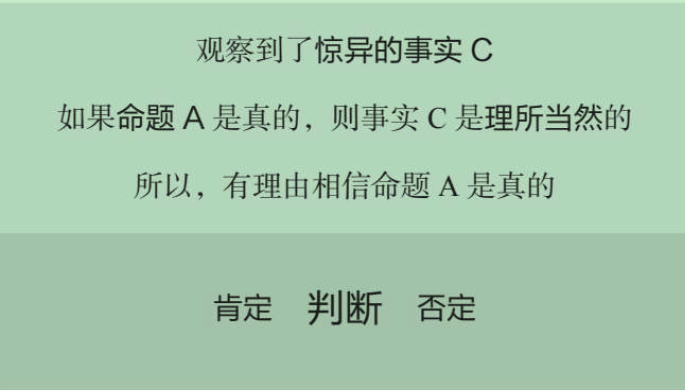 观察到了惊异的事实 C
如果命题 A 是真的，则事实 C 是理所当然的
所以，有理由相信命题 A 是真的
肯定 判断 否定